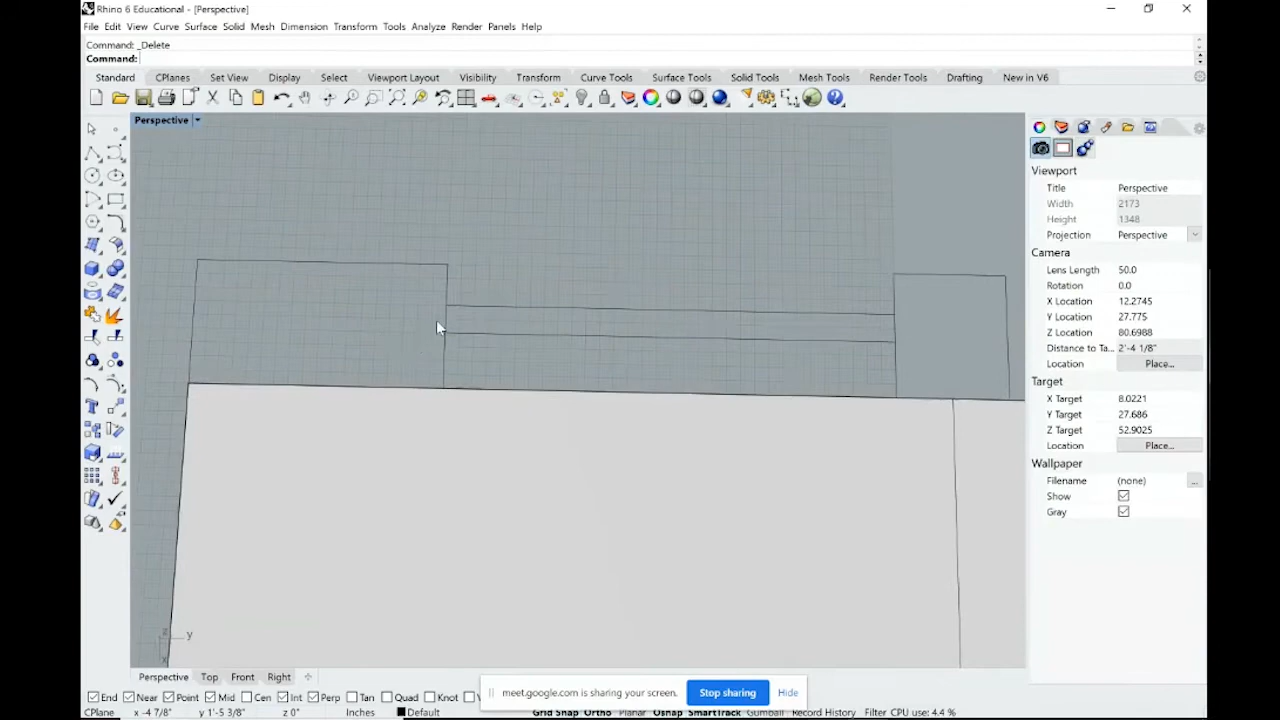 Rhino 6 Educational - [Perspective]
File Edit View Curve Surface Solid Mesh Dimension Transform Tools Analyze Render Panels Help
Command: _Delete
Command:
Standard CPlanes Set View Display Select Viewport Layout Visibility Transform Curve Tools Surface Tools Solid Tools Mesh Tools Render Tools Drafting New in V6
Perspective
Viewport
Title Perspective
Width 2173
Height 1348
Projection Perspective
Camera
Lens Length 50.0
Rotation 0.0
X Location 12.2745
Y Location 27.775
Z Location 80.6988
Distance to Ta... 2'-4 1/8"
Location Place...
Target
X Target 8.0221
Y Target 27.686
Z Target 52.9025
Location Place...
Wallpaper
Filename (none) ...
Show
Gray
z y x
Perspective Top Front Right
meet.google.com is sharing your screen. Stop sharing Hide
End Near Point Mid Cen Int Perp Tan Quad Knot
CPlane x -4 7/8" y 1'-5 3/8" z 0" Inches Default Grid Snap Ortho Planar Osnap SmartTrack Gumball Record History Filter CPU use: 4.4 %